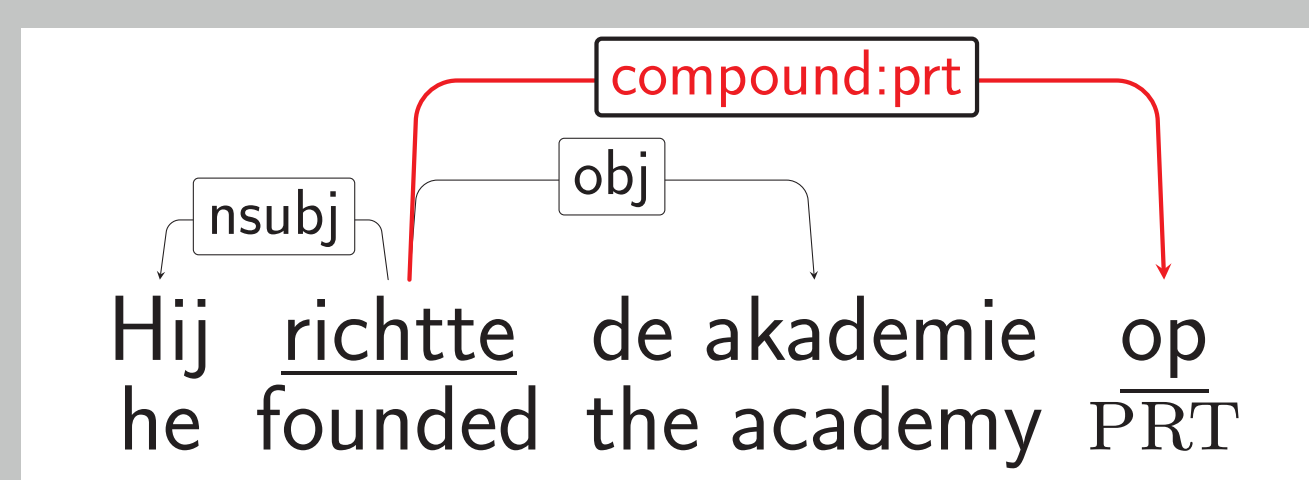 compound:prt
obj
nsubj
Hij richtte de akademie op
he founded the academy PRT